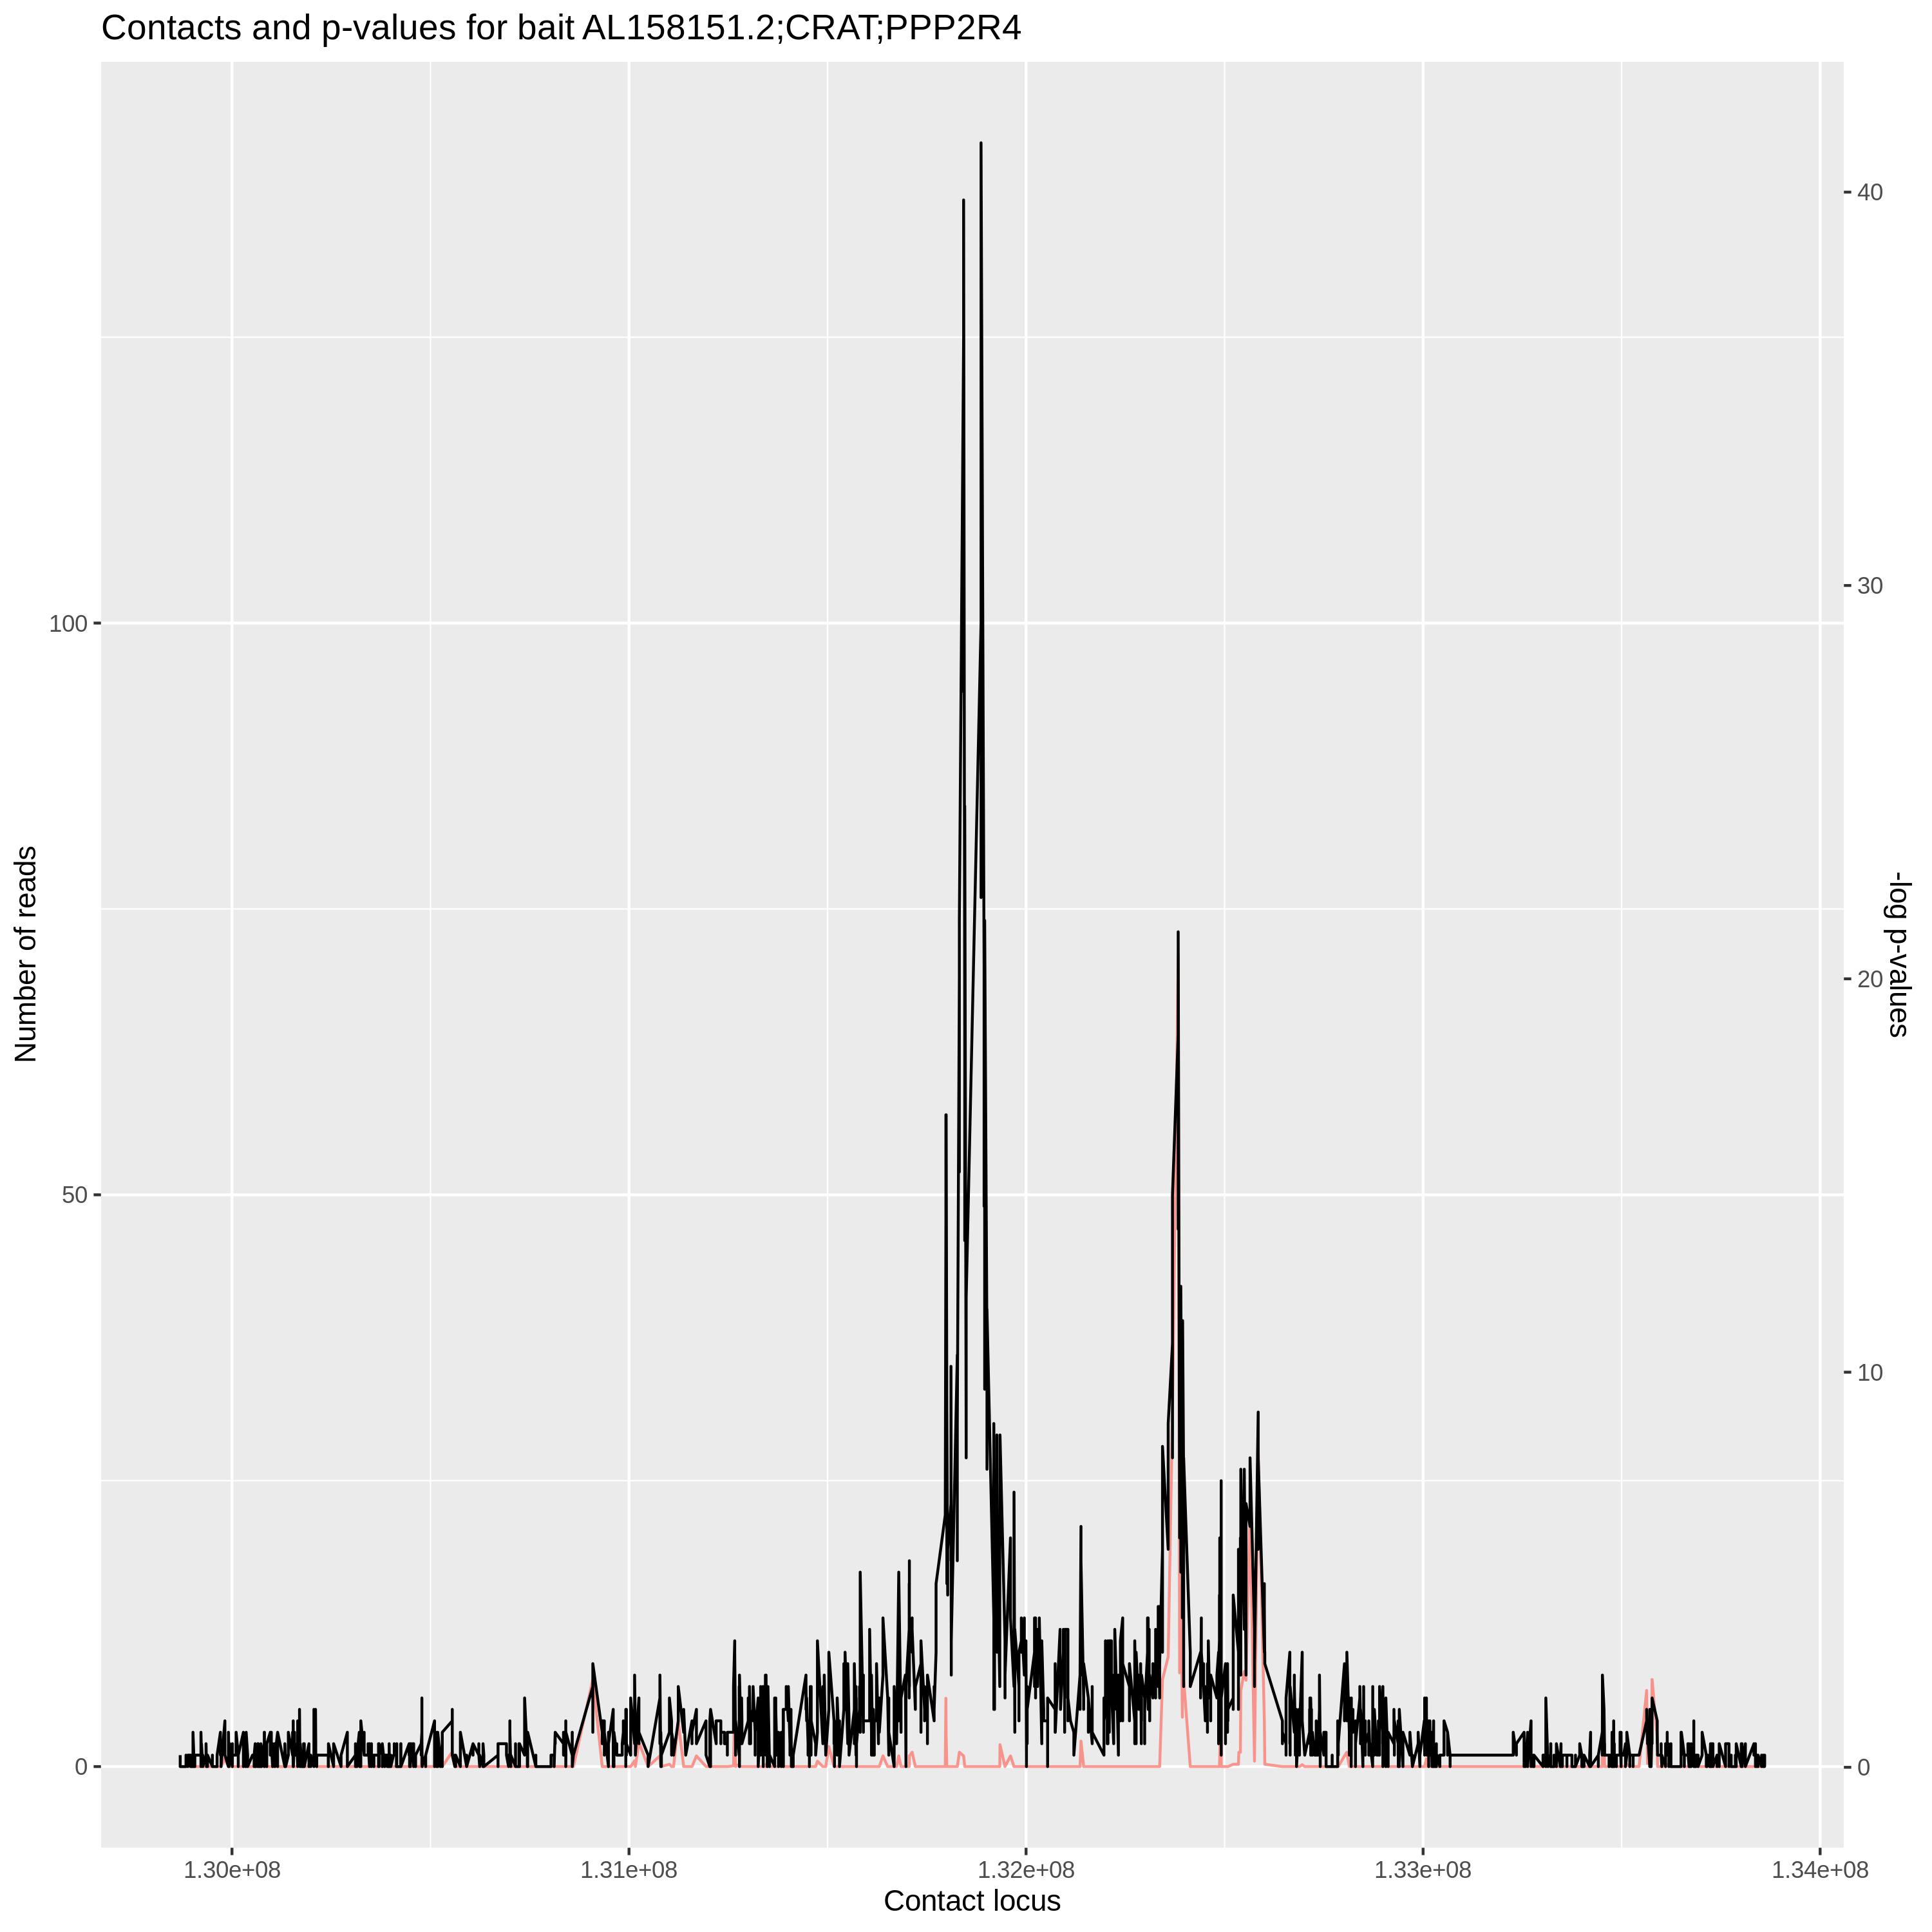 Contacts and p-values for bait AL158151.2;CRAT;PPP2R4
40
30
100
Number of reads
-log p-values
20
50
10
0
0
1.30e+08
1.31e+08
1.32e+08
1.33e+08
1.34e+08
Contact locus